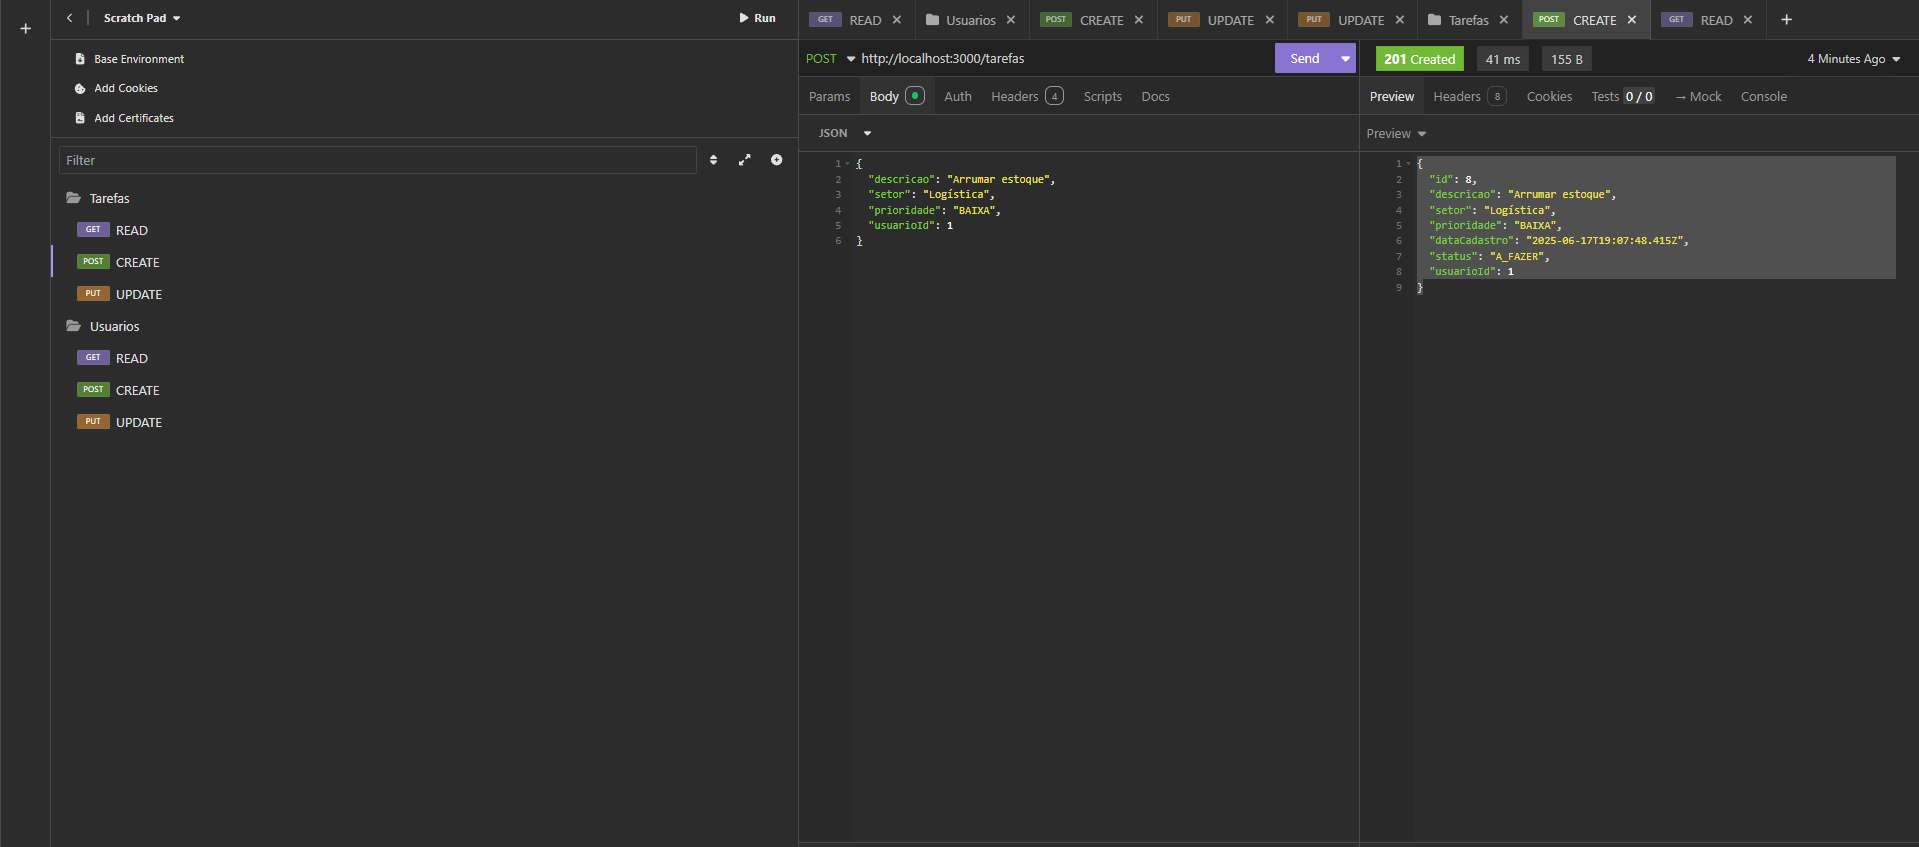 Scratch Pad
Run
Base Environment
Add Cookies
Add Certificates
Filter
Tarefas
GET READ
POST CREATE
PUT UPDATE
Usuarios
GET READ
POST CREATE
PUT UPDATE
GET READ
Usuarios
POST CREATE
PUT UPDATE
PUT UPDATE
Tarefas
POST CREATE
GET READ
POST http://localhost:3000/tarefas
Send
Params Body Auth Headers 4 Scripts Docs
JSON
1 {
2 "descricao": "Arrumar estoque",
3 "setor": "Logística",
4 "prioridade": "BAIXA",
5 "usuarioId": 1
6 }
201 Created 41 ms 155 B 4 Minutes Ago
Preview Headers 8 Cookies Tests 0 / 0 → Mock Console
Preview
1 {
2 "id": 8,
3 "descricao": "Arrumar estoque",
4 "setor": "Logística",
5 "prioridade": "BAIXA",
6 "dataCadastro": "2025-06-17T19:07:48.415Z",
7 "status": "A_FAZER",
8 "usuarioId": 1
9 }